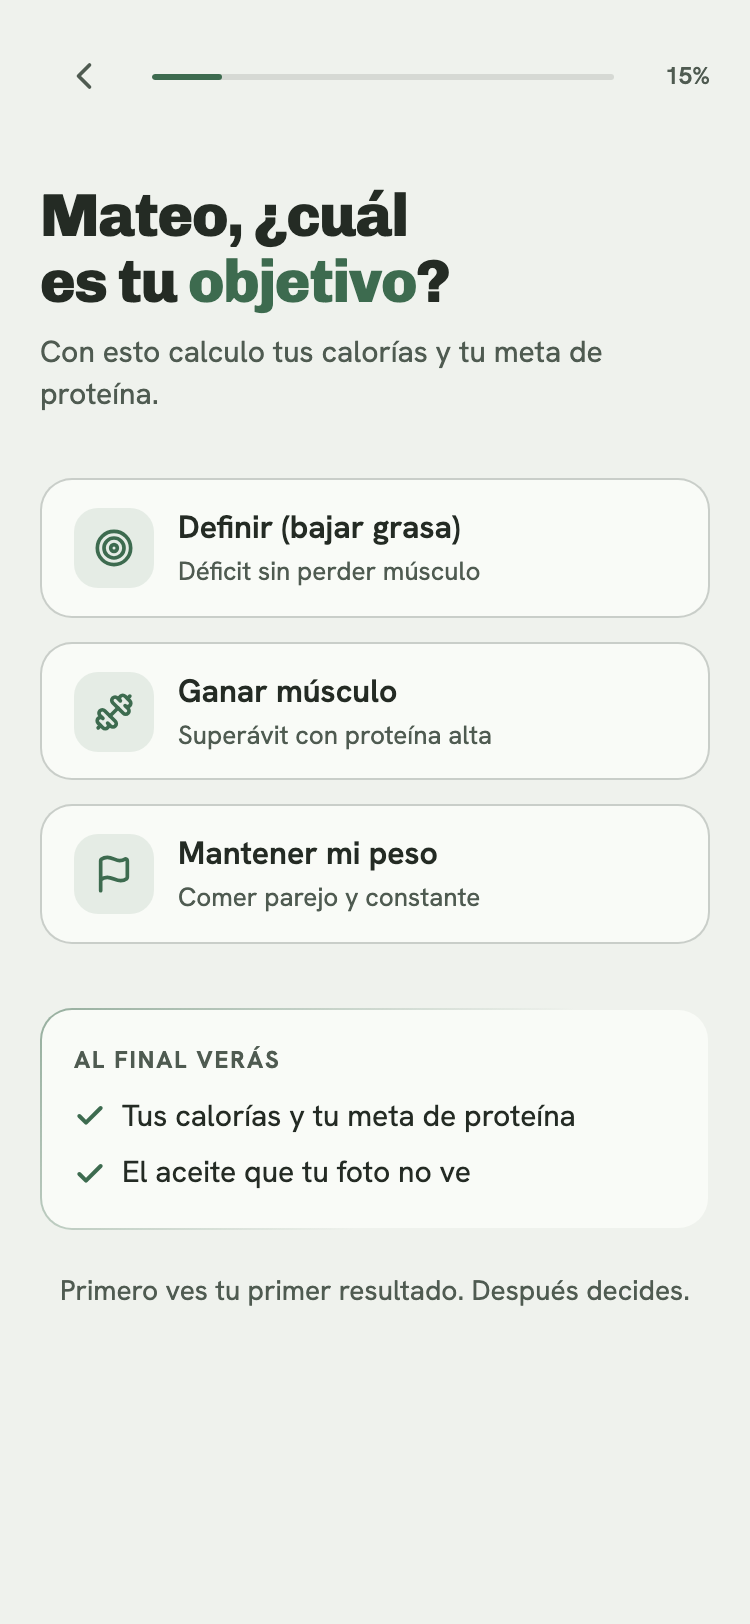 15%
Mateo, ¿cuál
es tu objetivo?
Con esto calculo tus calorías y tu meta de
proteína.
Definir (bajar grasa)
Déficit sin perder músculo
Ganar músculo
Superávit con proteína alta
Mantener mi peso
Comer parejo y constante
AL FINAL VERÁS
Tus calorías y tu meta de proteína
El aceite que tu foto no ve
Primero ves tu primer resultado. Después decides.